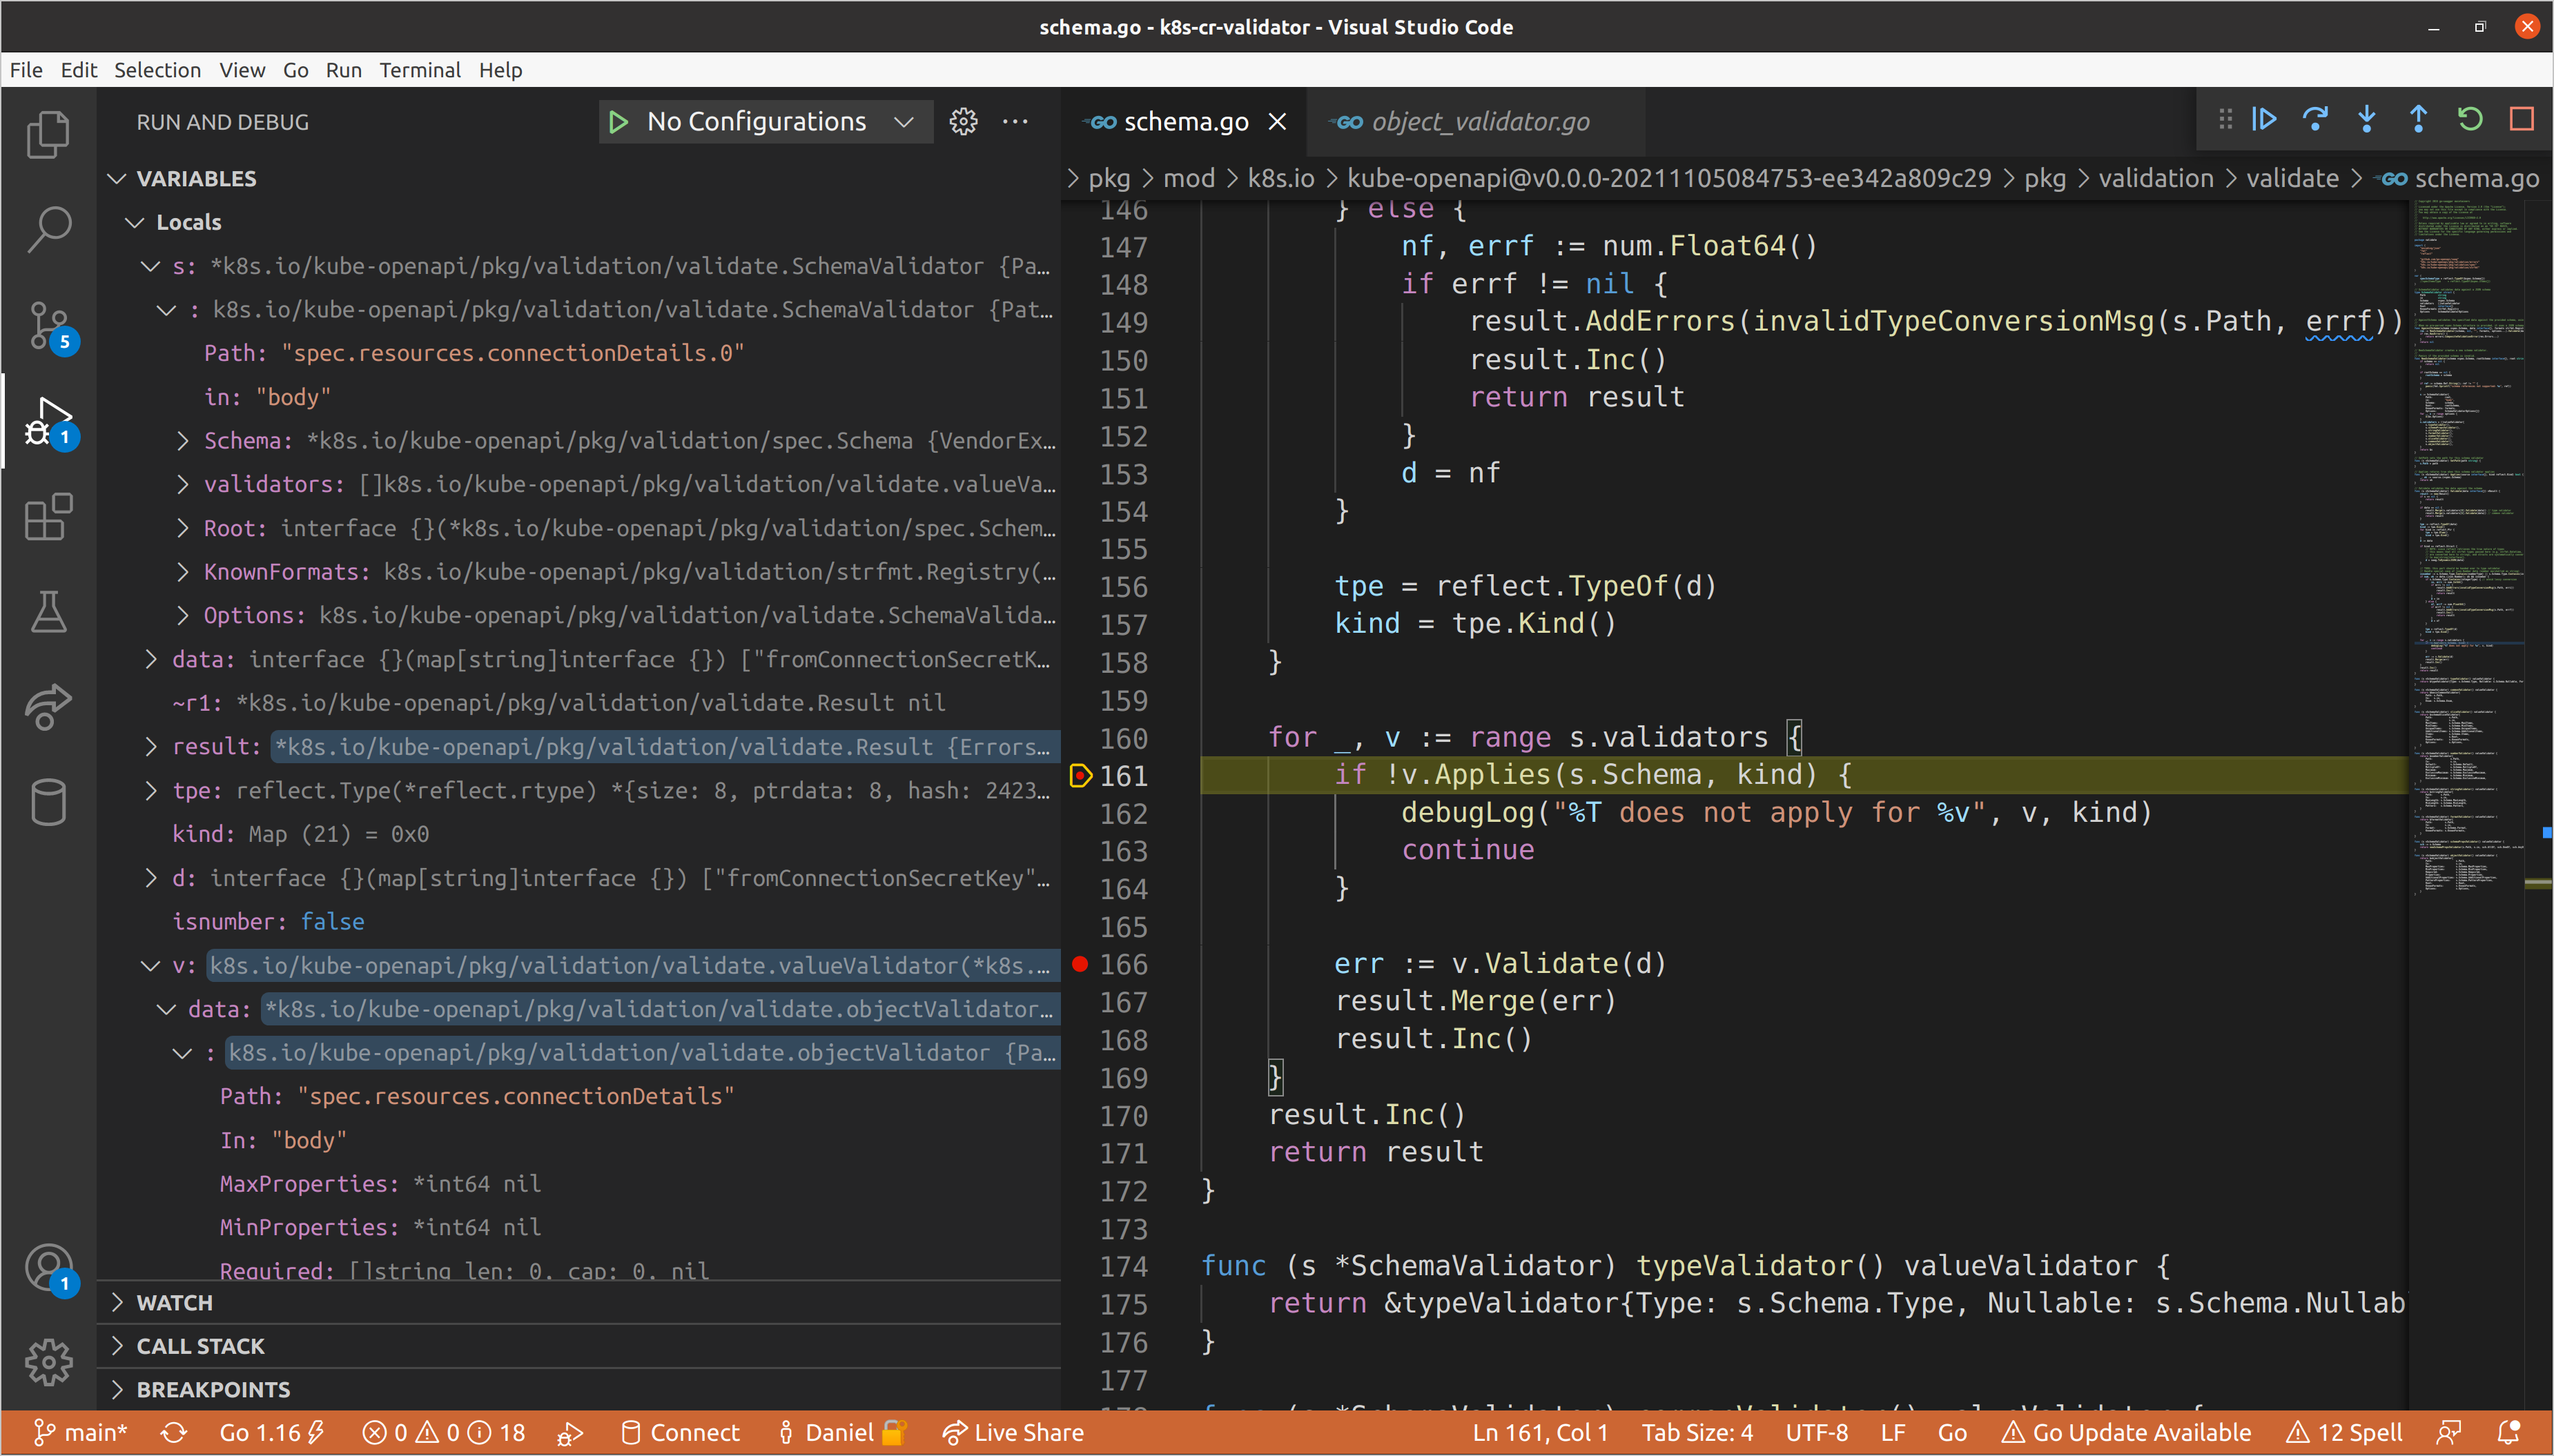 schema.go - k8s-cr-validator - Visual Studio Code
File Edit Selection View Go Run Terminal Help
RUN AND DEBUG
No Configurations
VARIABLES
Locals
s: *k8s.io/kube-openapi/pkg/validation/validate.SchemaValidator {Pa…
: k8s.io/kube-openapi/pkg/validation/validate.SchemaValidator {Pat…
Path: "spec.resources.connectionDetails.0"
in: "body"
Schema: *k8s.io/kube-openapi/pkg/validation/spec.Schema {VendorEx…
validators: []k8s.io/kube-openapi/pkg/validation/validate.valueVa…
Root: interface {}(*k8s.io/kube-openapi/pkg/validation/spec.Schem…
KnownFormats: k8s.io/kube-openapi/pkg/validation/strfmt.Registry(…
Options: k8s.io/kube-openapi/pkg/validation/validate.SchemaValida…
data: interface {}(map[string]interface {}) ["fromConnectionSecretK…
~r1: *k8s.io/kube-openapi/pkg/validation/validate.Result nil
result: *k8s.io/kube-openapi/pkg/validation/validate.Result {Errors…
tpe: reflect.Type(*reflect.rtype) *{size: 8, ptrdata: 8, hash: 2423…
kind: Map (21) = 0x0
d: interface {}(map[string]interface {}) ["fromConnectionSecretKey"…
isnumber: false
v: k8s.io/kube-openapi/pkg/validation/validate.valueValidator(*k8s.…
data: *k8s.io/kube-openapi/pkg/validation/validate.objectValidator…
: k8s.io/kube-openapi/pkg/validation/validate.objectValidator {Pa…
Path: "spec.resources.connectionDetails"
In: "body"
MaxProperties: *int64 nil
MinProperties: *int64 nil
Required: []string len: 0, cap: 0, nil
WATCH
CALL STACK
BREAKPOINTS
5
1
1
GO schema.go
GO object_validator.go
pkg > mod > k8s.io > kube-openapi@v0.0.0-20211105084753-ee342a809c29 > pkg > validation > validate > GO schema.go
146 } else {
147 nf, errf := num.Float64()
148 if errf != nil {
149 result.AddErrors(invalidTypeConversionMsg(s.Path, errf))
150 result.Inc()
151 return result
152 }
153 d = nf
154 }
155
156 tpe = reflect.TypeOf(d)
157 kind = tpe.Kind()
158 }
159
160 for _, v := range s.validators {
161 if !v.Applies(s.Schema, kind) {
162 debugLog("%T does not apply for %v", v, kind)
163 continue
164 }
165
166 err := v.Validate(d)
167 result.Merge(err)
168 result.Inc()
169 }
170 result.Inc()
171 return result
172 }
173
174 func (s *SchemaValidator) typeValidator() valueValidator {
175 return &typeValidator{Type: s.Schema.Type, Nullable: s.Schema.Nullab
176 }
177
main* Go 1.16 0 0 18 Connect Daniel Live Share Ln 161, Col 1 Tab Size: 4 UTF-8 LF Go Go Update Available 12 Spell